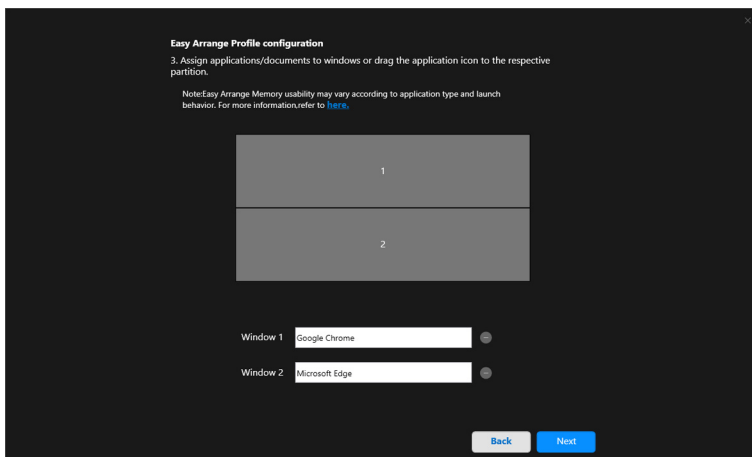 Easy Arrange Profile configuration
3. Assign applications/documents to windows or drag the application icon to the respective
partition.
Note:Easy Arrange Memory usability may vary according to application type and launch
behavior. For more information,refer to here.
1
2
Window 1 Google Chrome
Window 2 Microsoft Edge
Back Next